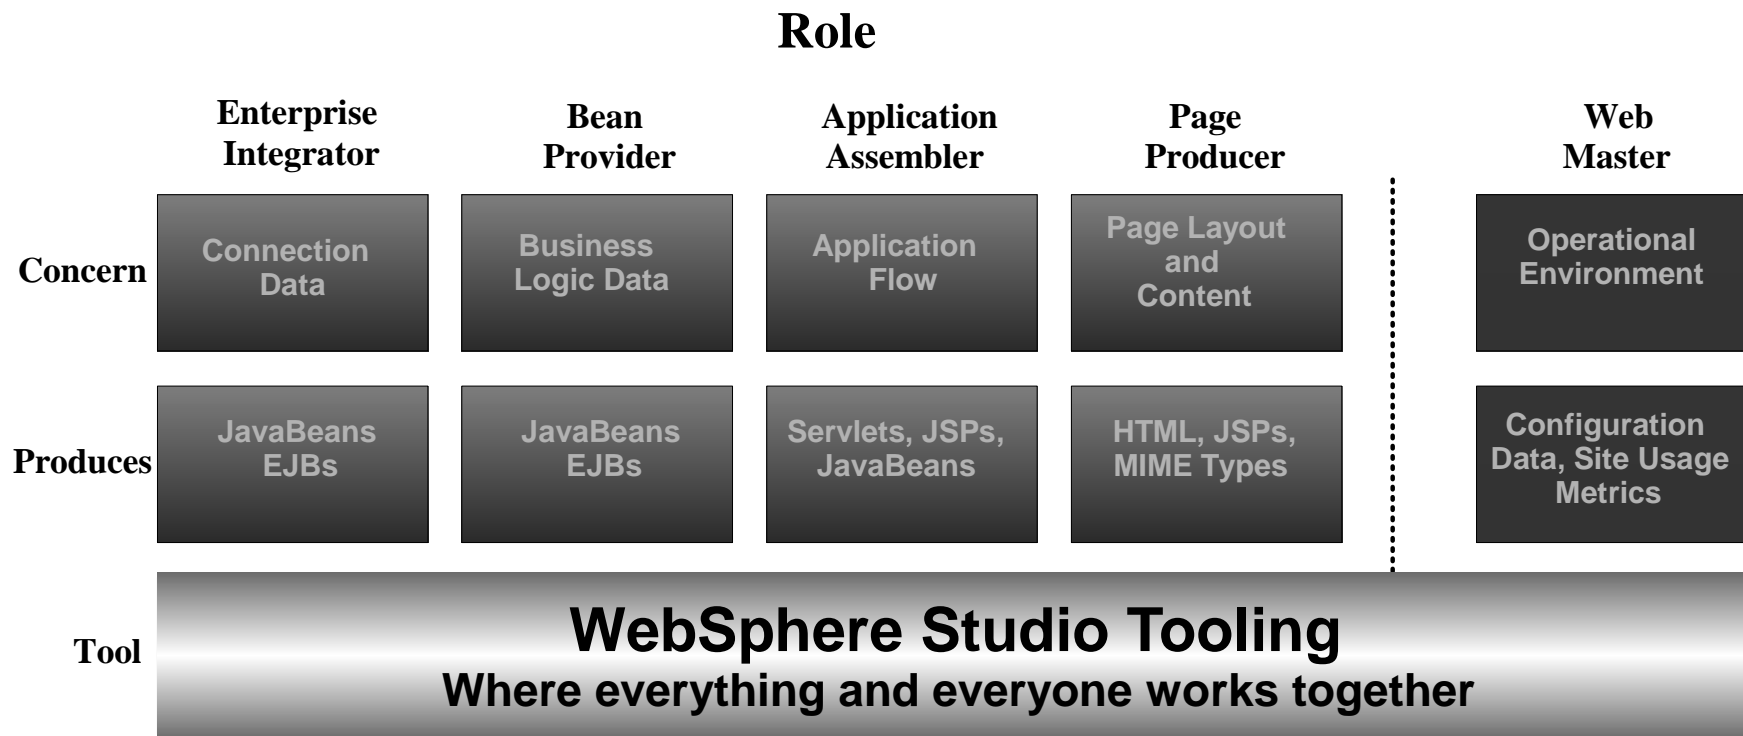 Role
Enterprise
Integrator
Bean
Provider
Application
Assembler
Page
Producer
Web
Master
Concern
Connection
Data
Business
Logic Data
Application
Flow
Page Layout
and
Content
Operational
Environment
Produces
JavaBeans
EJBs
JavaBeans
EJBs
Servlets, JSPs,
JavaBeans
HTML, JSPs,
MIME Types
Configuration
Data, Site Usage
Metrics
Tool
WebSphere Studio Tooling
Where everything and everyone works together